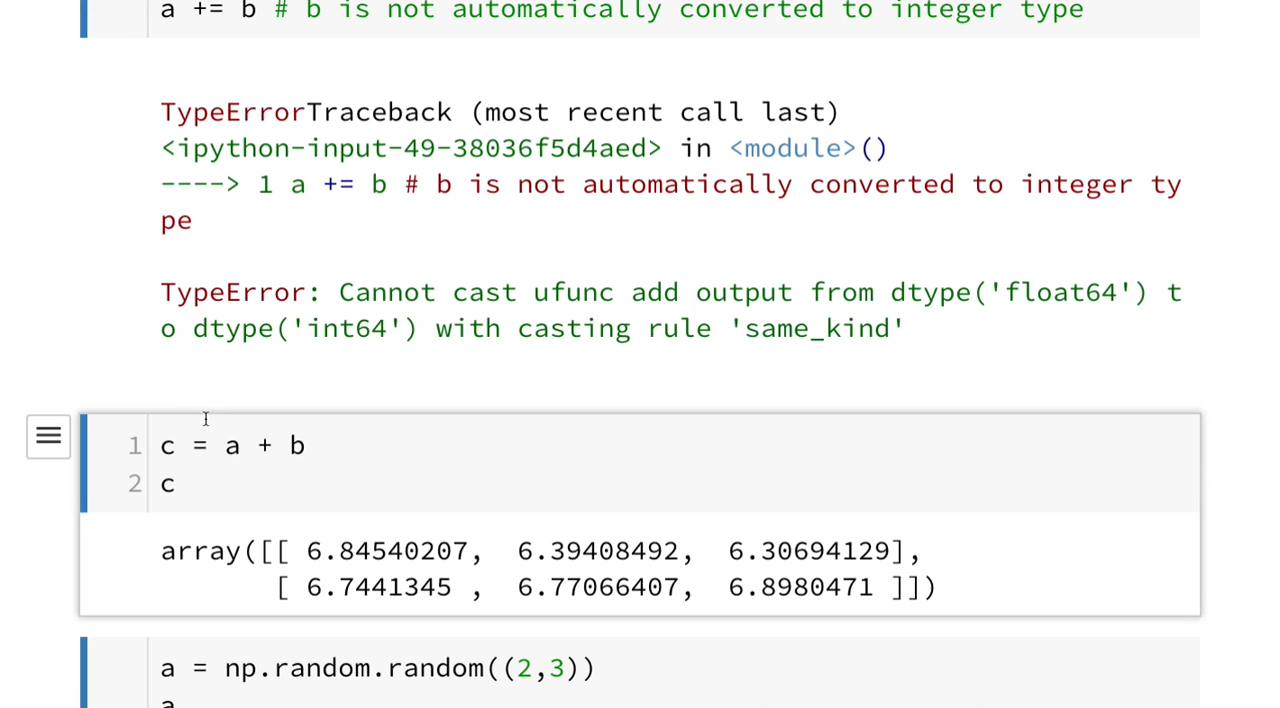 a += b # b is not automatically converted to integer type
TypeErrorTraceback (most recent call last)
<ipython-input-49-38036f5d4aed> in <module>()
----> 1 a += b # b is not automatically converted to integer ty
pe
TypeError: Cannot cast ufunc add output from dtype('float64') t
o dtype('int64') with casting rule 'same_kind'
1 c = a + b
2 c
array([[ 6.84540207,  6.39408492,  6.30694129],
       [ 6.7441345 ,  6.77066407,  6.8980471 ]])
a = np.random.random((2,3))
a